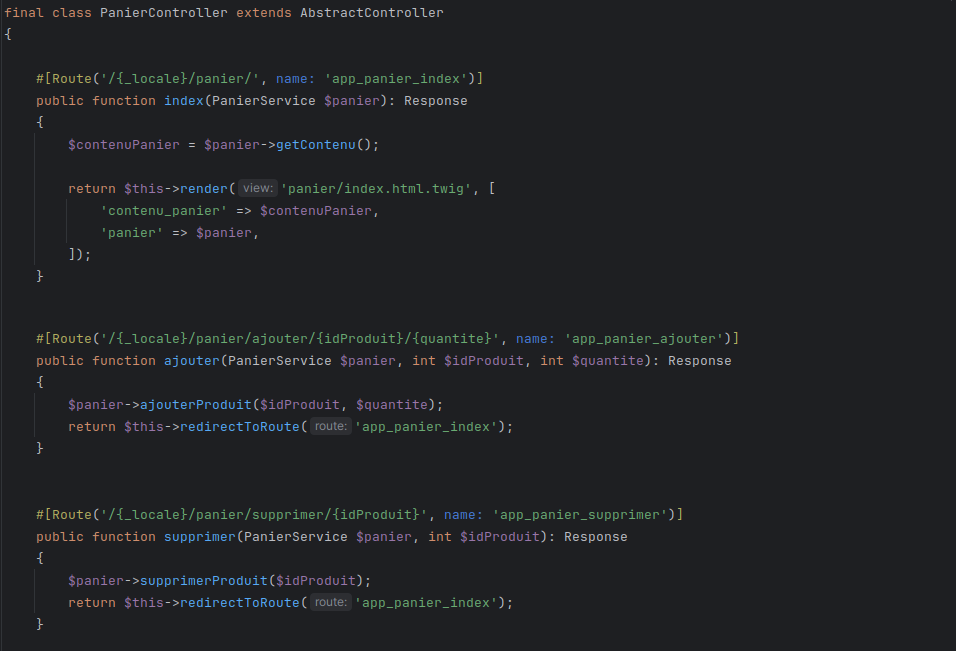 final class PanierController extends AbstractController
{
#[Route('/{_locale}/panier/', name: 'app_panier_index')]
public function index(PanierService $panier): Response
{
$contenuPanier = $panier->getContenu();
return $this->render( view: 'panier/index.html.twig', [
'contenu_panier' => $contenuPanier,
'panier' => $panier,
]);
}
#[Route('/{_locale}/panier/ajouter/{idProduit}/{quantite}', name: 'app_panier_ajouter')]
public function ajouter(PanierService $panier, int $idProduit, int $quantite): Response
{
$panier->ajouterProduit($idProduit, $quantite);
return $this->redirectToRoute( route: 'app_panier_index');
}
#[Route('/{_locale}/panier/supprimer/{idProduit}', name: 'app_panier_supprimer')]
public function supprimer(PanierService $panier, int $idProduit): Response
{
$panier->supprimerProduit($idProduit);
return $this->redirectToRoute( route: 'app_panier_index');
}